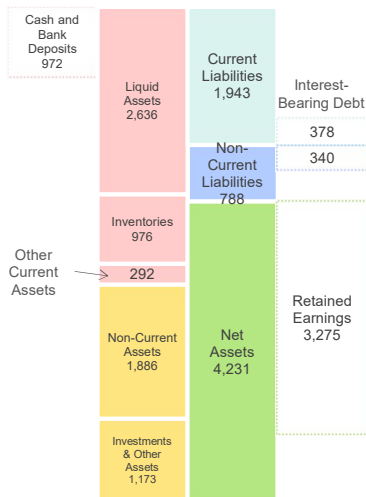 Cash and
Bank
Deposits
972
Liquid
Assets
2,636
Inventories
976
Other
Current
Assets
292
Non-Current
Assets
1,886
Investments
& Other
Assets
1,173
Current
Liabilities
1,943
Non-
Current
Liabilities
788
Net
Assets
4,231
Interest-
Bearing Debt
378
340
Retained
Earnings
3,275